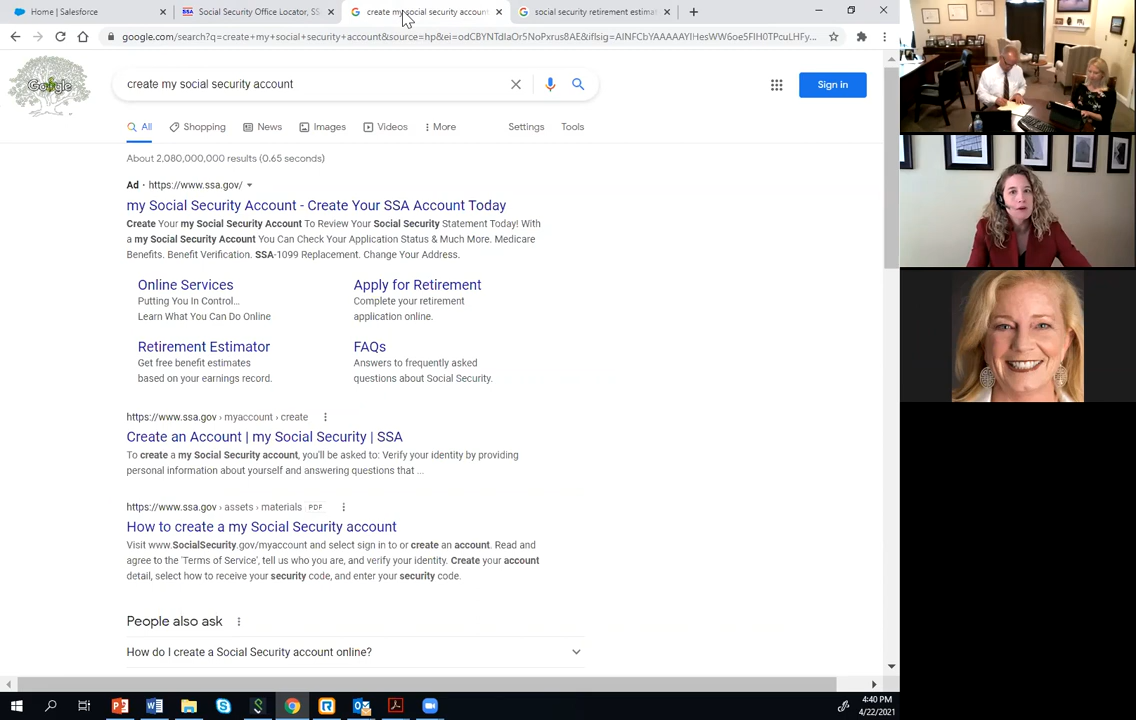 Home | Salesforce
Social Security Office Locator, SS
create my social security account
social security retirement estimat
google.com/search?q=create+my+social+security+account&source=hp&ei=odCBYNTdIaOr5NoPxrus8AE&iflsig=AINFCbYAAAAAYIHesWW6oe5FIH0TPcuLHFy...
Google
create my social security account
Sign in
All
Shopping
News
Images
Videos
More
Settings
Tools
About 2,080,000,000 results (0.65 seconds)
Ad · https://www.ssa.gov/
my Social Security Account - Create Your SSA Account Today
Create Your my Social Security Account To Review Your Social Security Statement Today! With
a my Social Security Account You Can Check Your Application Status & Much More. Medicare
Benefits. Benefit Verification. SSA-1099 Replacement. Change Your Address.
Online Services
Putting You In Control...
Learn What You Can Do Online
Apply for Retirement
Complete your retirement
application online.
Retirement Estimator
Get free benefit estimates
based on your earnings record.
FAQs
Answers to frequently asked
questions about Social Security.
https://www.ssa.gov › myaccount › create
Create an Account | my Social Security | SSA
To create a my Social Security account, you'll be asked to: Verify your identity by providing
personal information about yourself and answering questions that ...
https://www.ssa.gov › assets › materials PDF
How to create a my Social Security account
Visit www.SocialSecurity.gov/myaccount and select sign in to or create an account. Read and
agree to the 'Terms of Service', tell us who you are, and verify your identity. Create your account
detail, select how to receive your security code, and enter your security code.
People also ask
How do I create a Social Security account online?
4:40 PM
4/22/2021